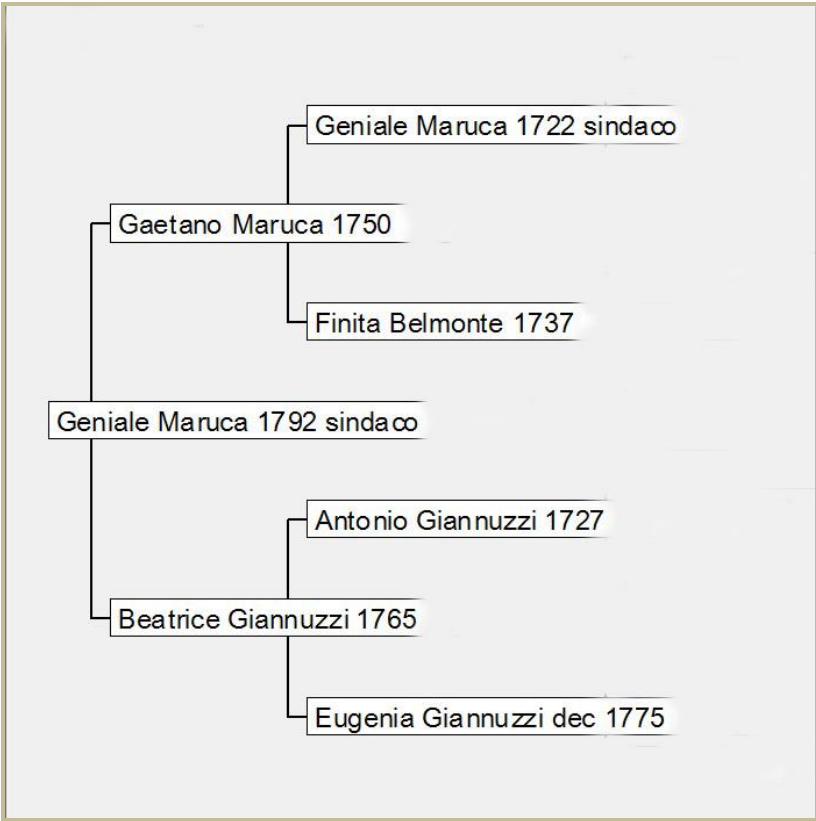 Geniale Maruca 1722 sindaco
Gaetano Maruca 1750
Finita Belmonte 1737
Geniale Maruca 1792 sindaco
Antonio Giannuzzi 1727
Beatrice Giannuzzi 1765
Eugenia Giannuzzi dec 1775